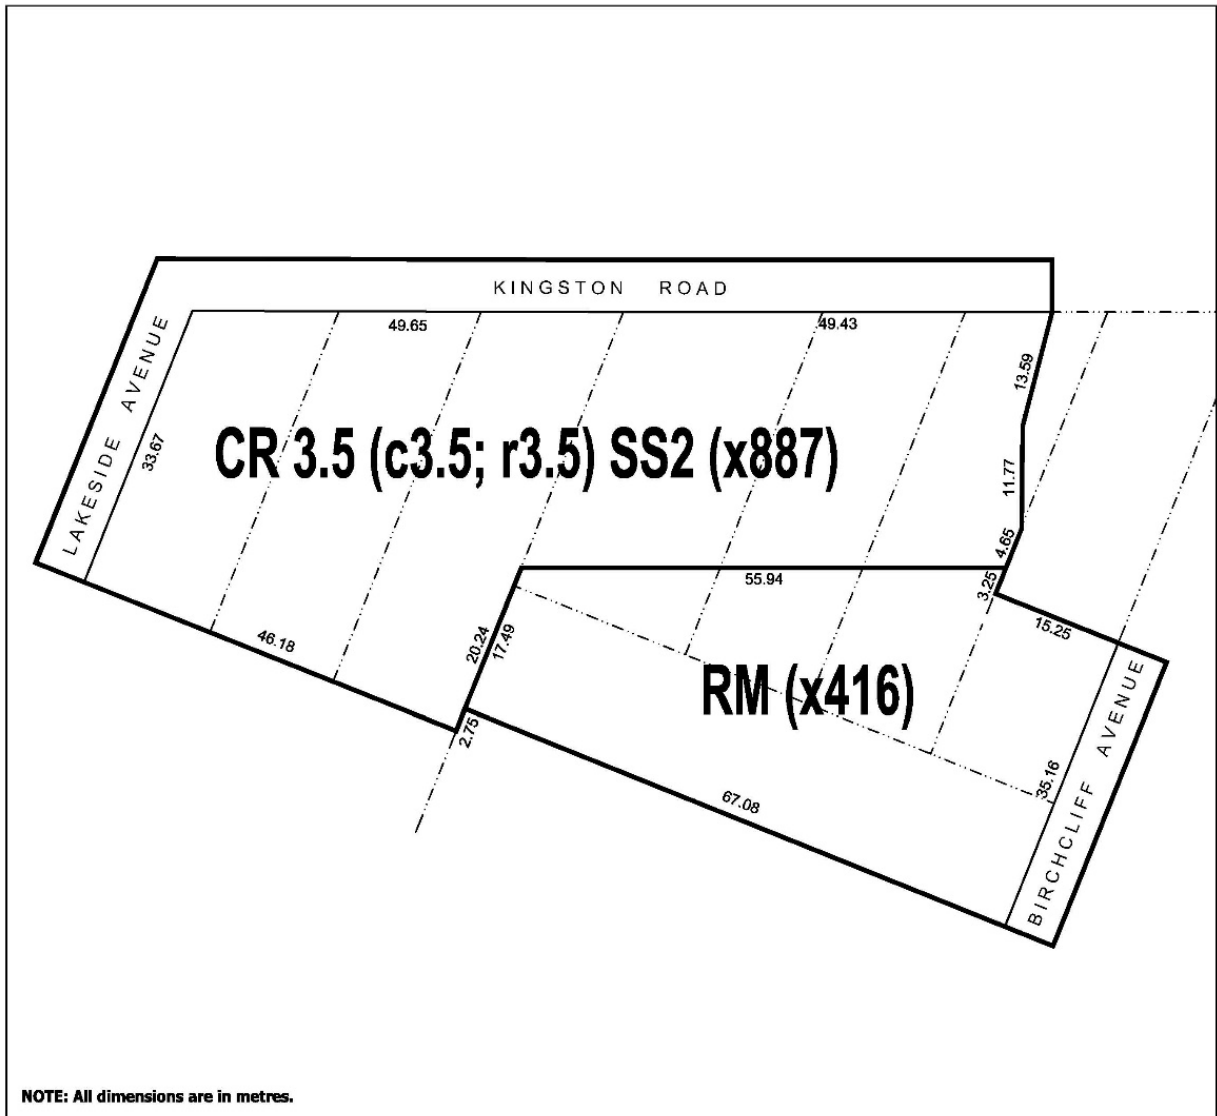 KINGSTON ROAD
49.65
49.43
LAKESIDE AVENUE
33.67
13.59
CR 3.5 (c3.5; r3.5) SS2 (x887)
11.77
4.65
55.94
3.25
15.25
20.24
17.49
46.18
RM (x416)
2.75
67.08
35.16
BIRCHCLIFF AVENUE
NOTE: All dimensions are in metres.